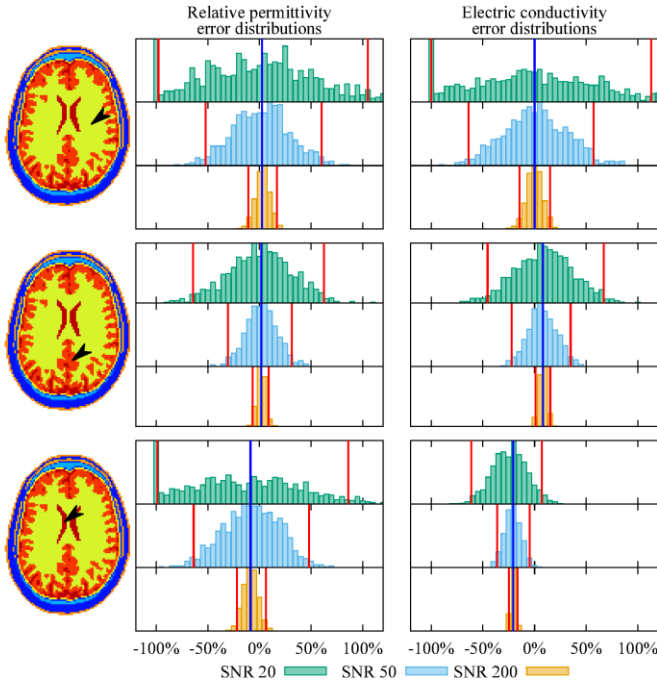 Relative permittivity
error distributions
Electric conductivity
error distributions
-100% -50% 0% 50% 100%
-100% -50% 0% 50% 100%
SNR 20 SNR 50 SNR 200